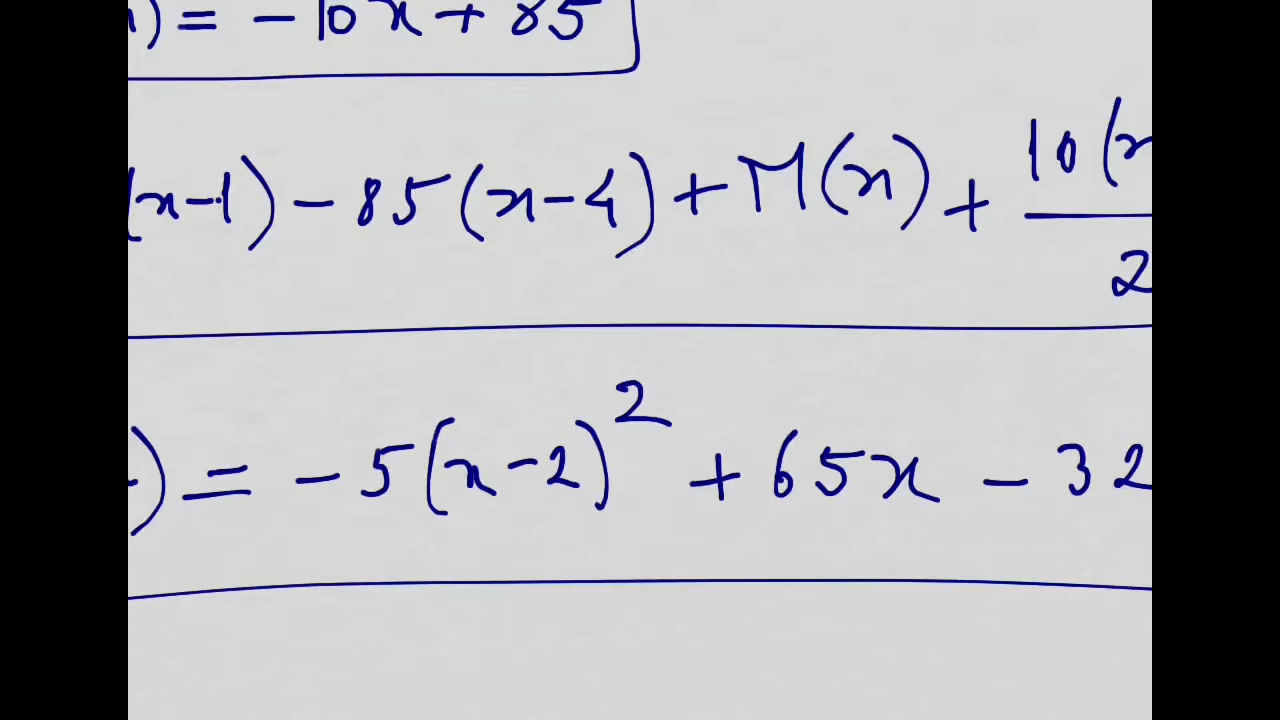 ) = -10x + 85
(x-1) - 85(x-4) + M(x) + 10(x
2
) = -5(x-2)² + 65x - 32